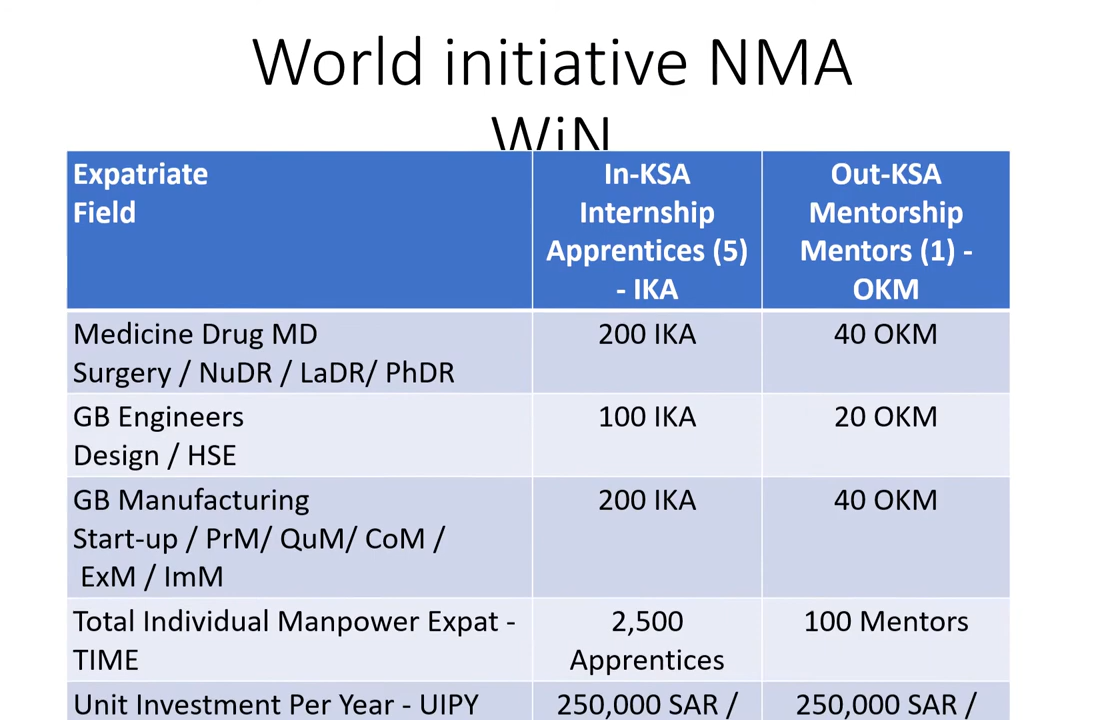 World initiative NMA
WiN
Expatriate
Field
In-KSA
Internship
Apprentices (5)
- IKA
Out-KSA
Mentorship
Mentors (1) -
OKM
Medicine Drug MD
Surgery / NuDR / LaDR/ PhDR
200 IKA
40 OKM
GB Engineers
Design / HSE
100 IKA
20 OKM
GB Manufacturing
Start-up / PrM/ QuM/ CoM /
ExM / ImM
200 IKA
40 OKM
Total Individual Manpower Expat -
TIME
2,500
Apprentices
100 Mentors
Unit Investment Per Year - UIPY
250,000 SAR /
250,000 SAR /